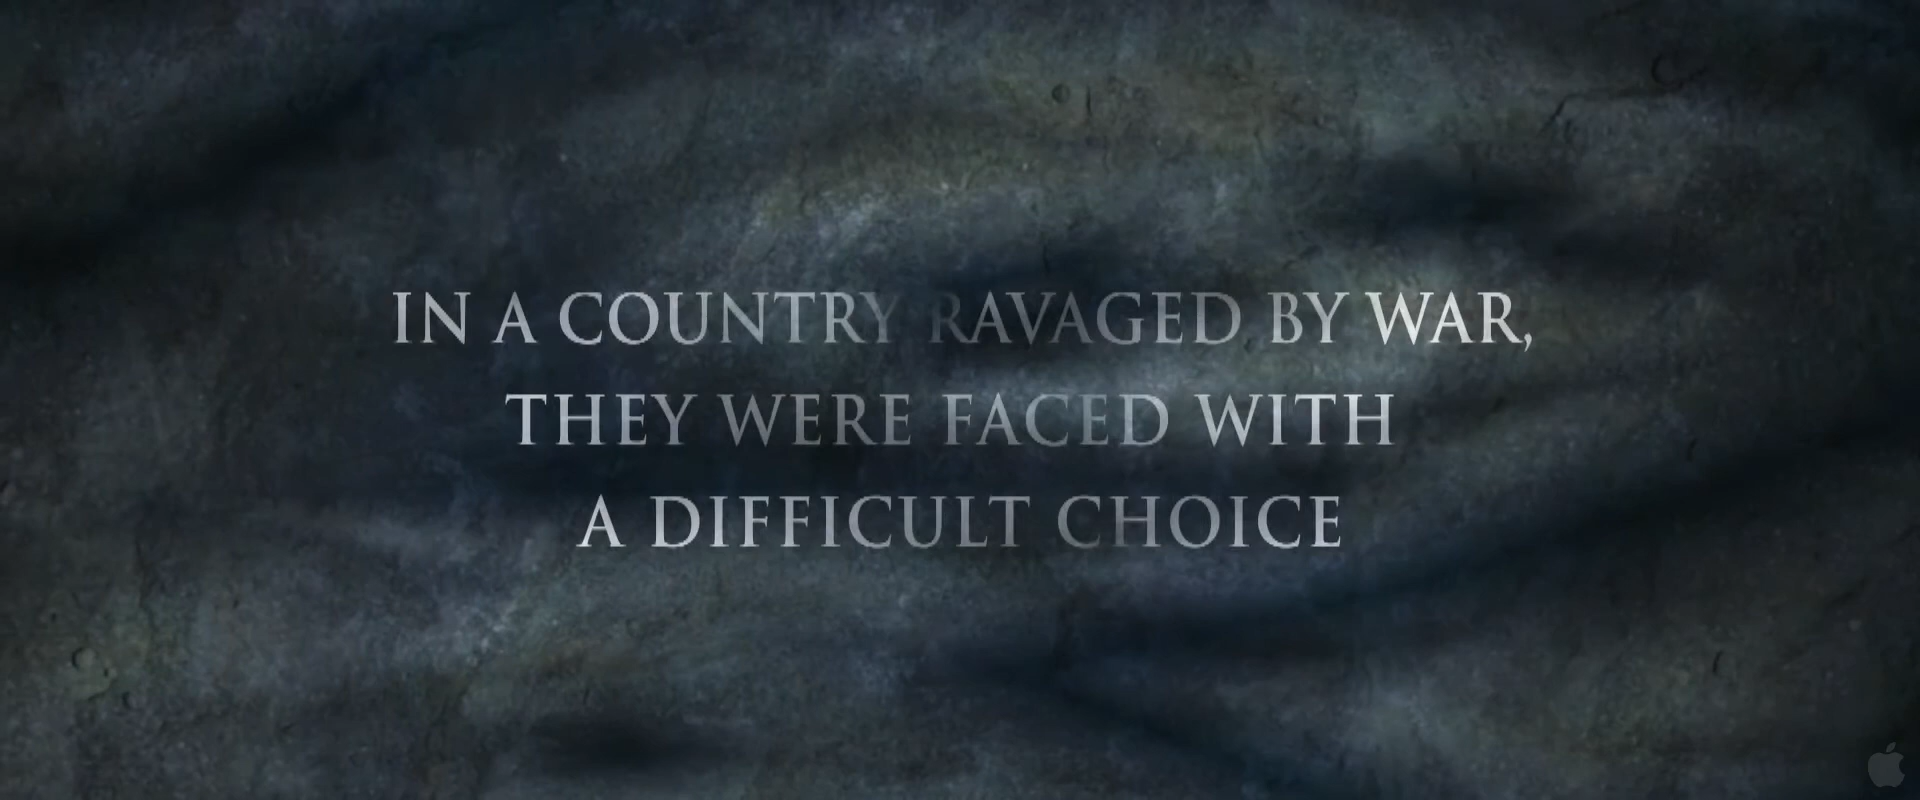 IN A COUNTRY RAVAGED BY WAR,
THEY WERE FACED WITH
A DIFFICULT CHOICE